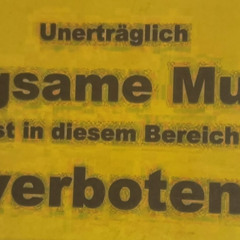 Unerträglich
gsame Mu
st in diesem Bereich
verboten